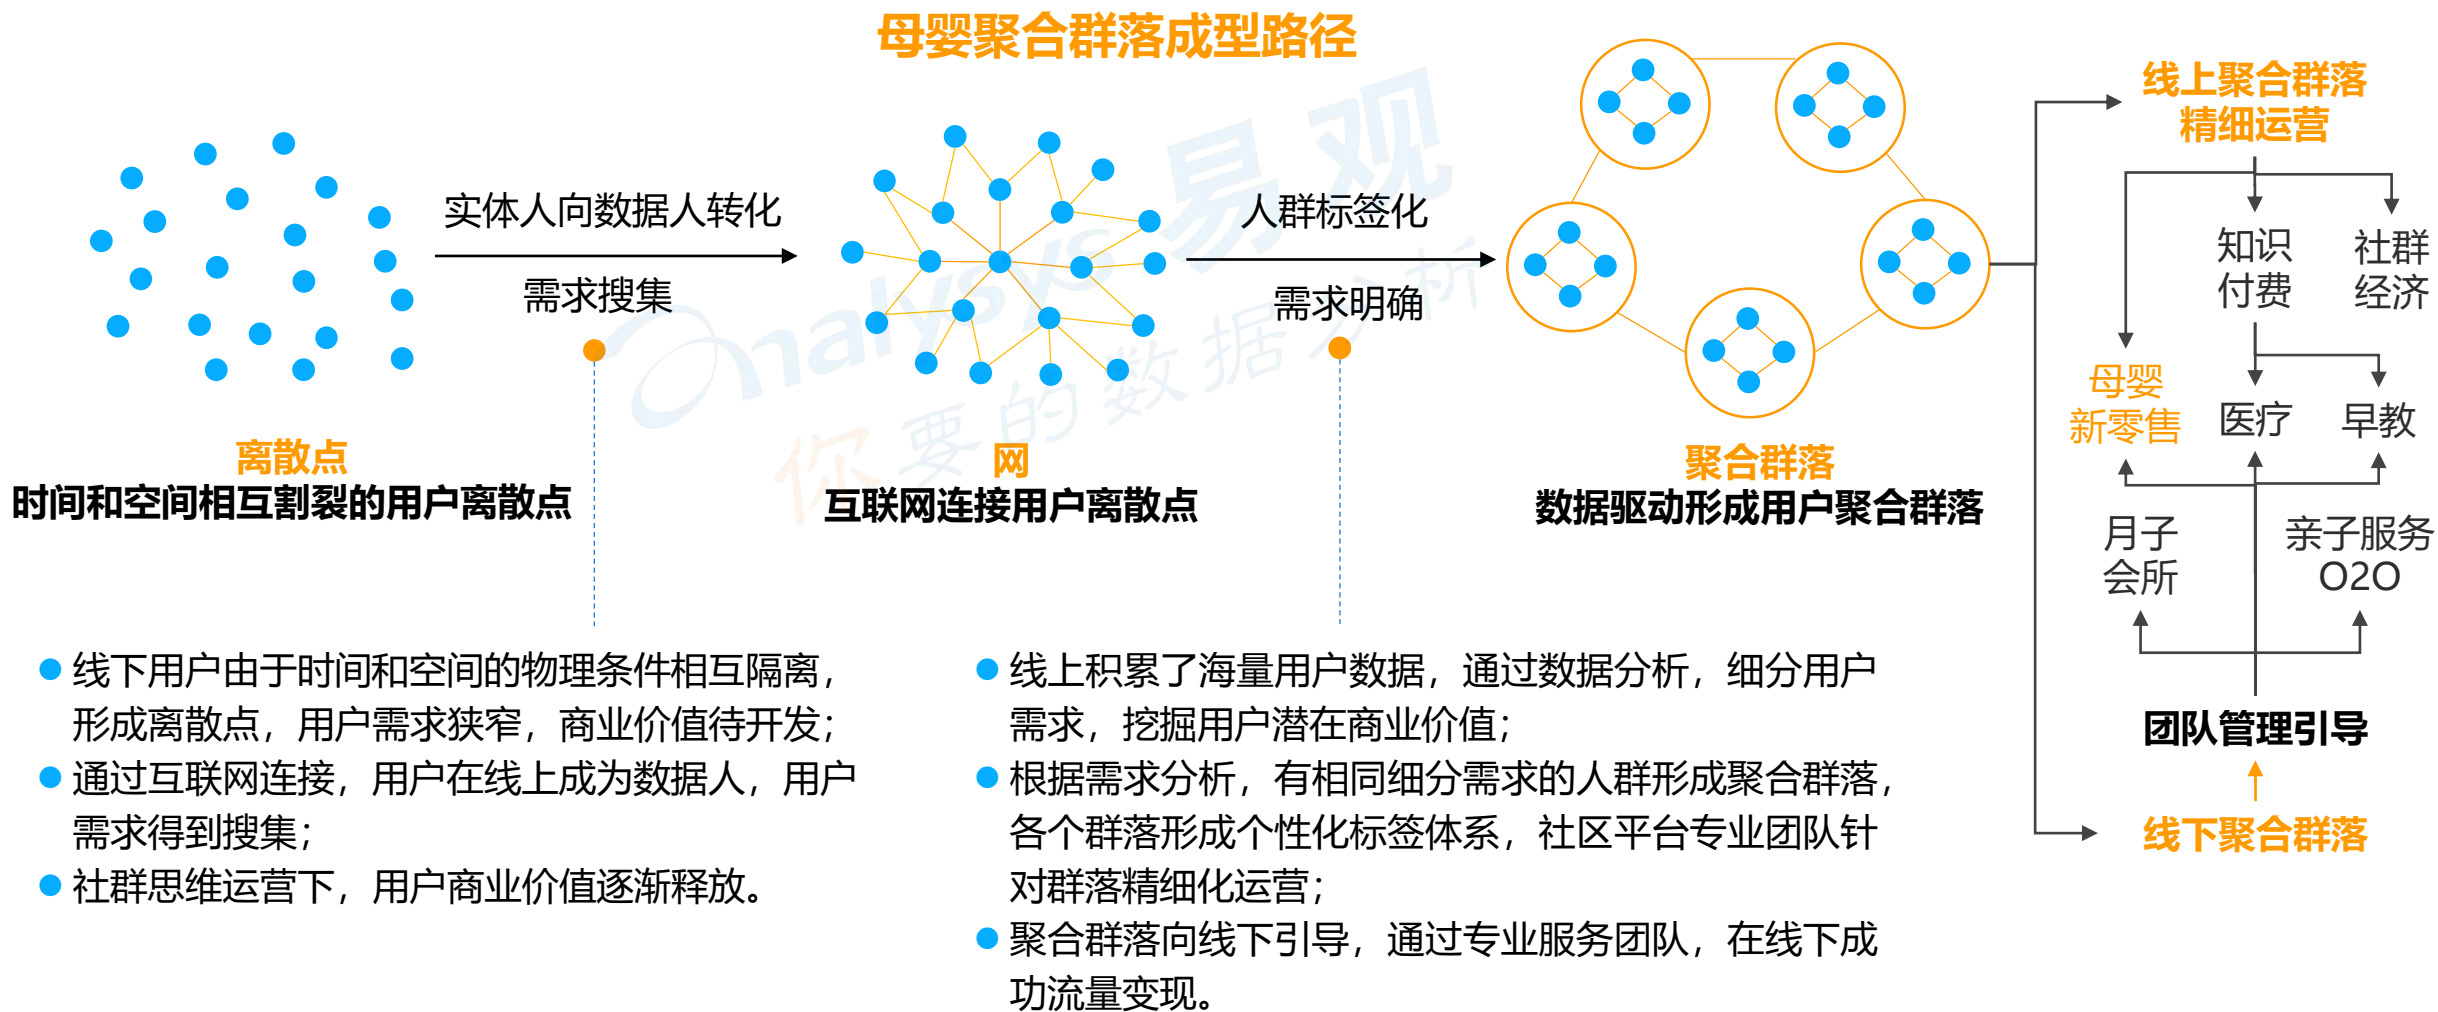 母婴聚合群落成型路径
实体人向数据人转化
需求搜集
人群标签化
需求明确
离散点
时间和空间相互割裂的用户离散点
网
互联网连接用户离散点
聚合群落
数据驱动形成用户聚合群落
线下用户由于时间和空间的物理条件相互隔离，
形成离散点，用户需求狭窄，商业价值待开发；
通过互联网连接，用户在线上成为数据人，用户
需求得到搜集；
社群思维运营下，用户商业价值逐渐释放。
线上积累了海量用户数据，通过数据分析，细分用户
需求，挖掘用户潜在商业价值；
根据需求分析，有相同细分需求的人群形成聚合群落，
各个群落形成个性化标签体系，社区平台专业团队针
对群落精细化运营；
聚合群落向线下引导，通过专业服务团队，在线下成
功流量变现。
线上聚合群落
精细运营
知识
付费
社群
经济
母婴
新零售
医疗
早教
月子
会所
亲子服务
O2O
团队管理引导
线下聚合群落
analysys 易观
你要的数据分析